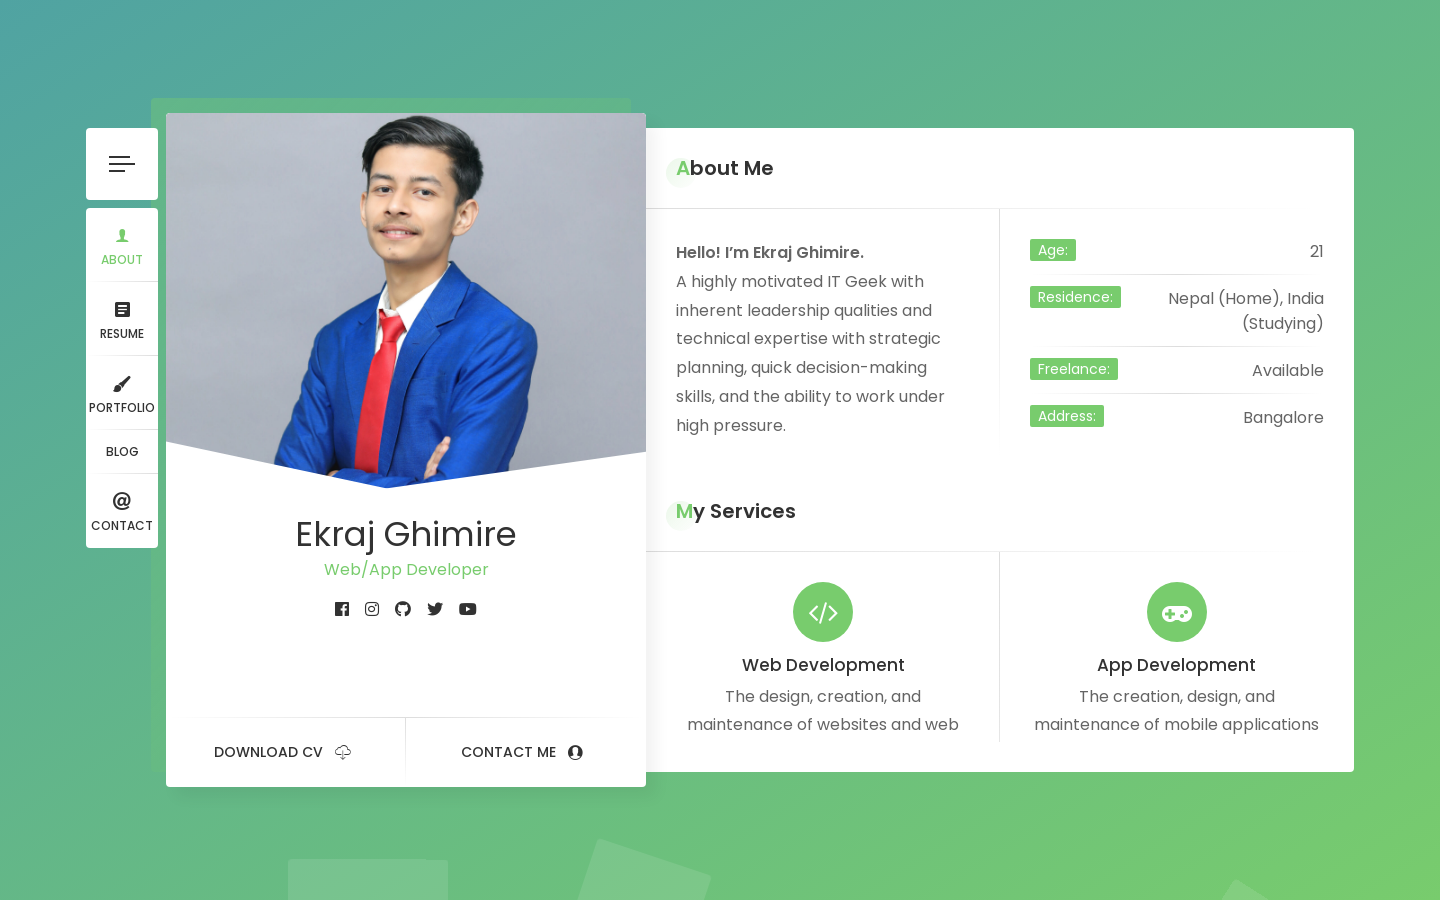 ABOUT
RESUME
PORTFOLIO
BLOG
CONTACT
Ekraj Ghimire
Web/App Developer
DOWNLOAD CV
CONTACT ME
About Me
Hello! I’m Ekraj Ghimire.
A highly motivated IT Geek with
inherent leadership qualities and
technical expertise with strategic
planning, quick decision-making
skills, and the ability to work under
high pressure.
Age: 21
Residence: Nepal (Home), India
(Studying)
Freelance: Available
Address: Bangalore
My Services
Web Development
The design, creation, and
maintenance of websites and web
App Development
The creation, design, and
maintenance of mobile applications